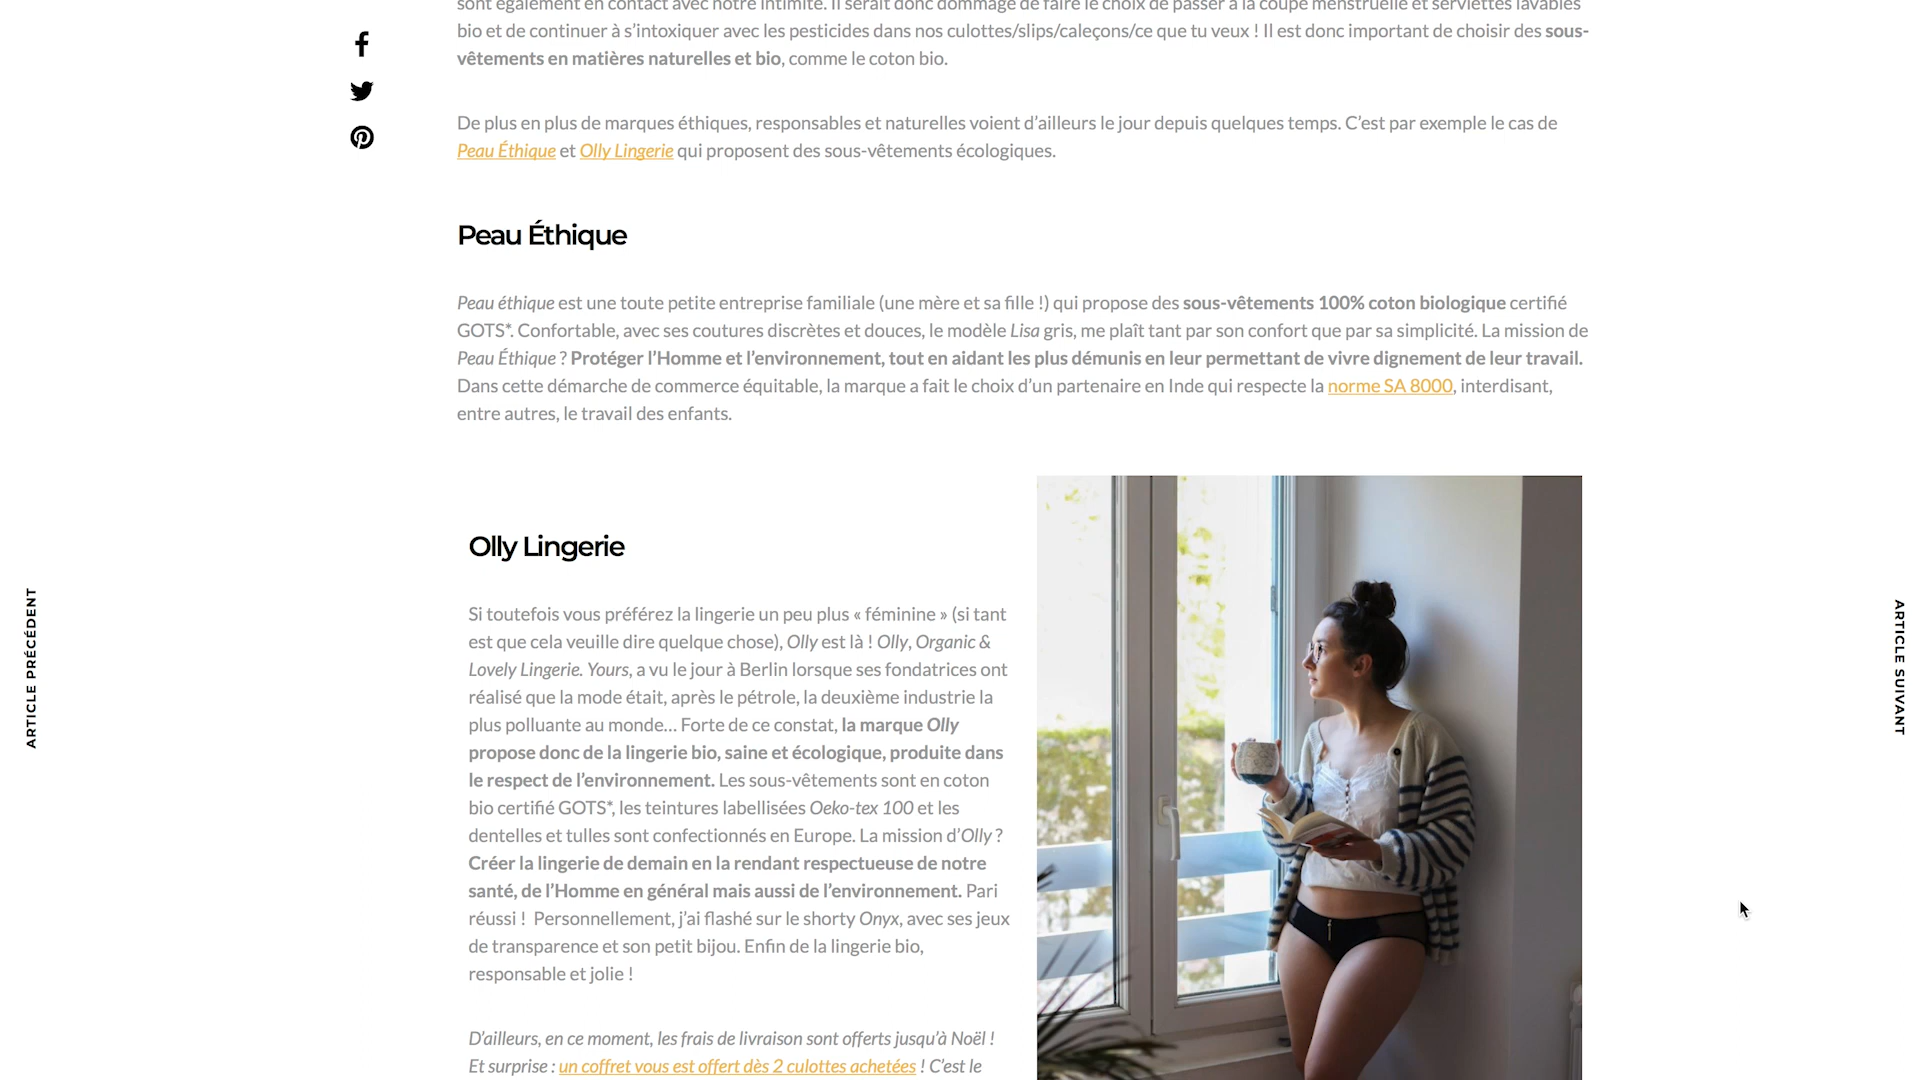 sont également en contact avec notre intimité. Il serait donc dommage de faire le choix de passer à la coupe menstruelle et serviettes lavables
bio et de continuer à s’intoxiquer avec les pesticides dans nos culottes/slips/caleçons/ce que tu veux ! Il est donc important de choisir des sous-
vêtements en matières naturelles et bio, comme le coton bio.
De plus en plus de marques éthiques, responsables et naturelles voient d’ailleurs le jour depuis quelques temps. C’est par exemple le cas de
Peau Éthique et Olly Lingerie qui proposent des sous-vêtements écologiques.
Peau Éthique
Peau éthique est une toute petite entreprise familiale (une mère et sa fille !) qui propose des sous-vêtements 100% coton biologique certifié
GOTS*. Confortable, avec ses coutures discrètes et douces, le modèle Lisa gris, me plaît tant par son confort que par sa simplicité. La mission de
Peau Éthique ? Protéger l’Homme et l’environnement, tout en aidant les plus démunis en leur permettant de vivre dignement de leur travail.
Dans cette démarche de commerce équitable, la marque a fait le choix d’un partenaire en Inde qui respecte la norme SA 8000, interdisant,
entre autres, le travail des enfants.
Olly Lingerie
Si toutefois vous préférez la lingerie un peu plus « féminine » (si tant
est que cela veuille dire quelque chose), Olly est là ! Olly, Organic &
Lovely Lingerie. Yours, a vu le jour à Berlin lorsque ses fondatrices ont
réalisé que la mode était, après le pétrole, la deuxième industrie la
plus polluante au monde… Forte de ce constat, la marque Olly
propose donc de la lingerie bio, saine et écologique, produite dans
le respect de l’environnement. Les sous-vêtements sont en coton
bio certifié GOTS*, les teintures labellisées Oeko-tex 100 et les
dentelles et tulles sont confectionnés en Europe. La mission d’Olly ?
Créer la lingerie de demain en la rendant respectueuse de notre
santé, de l’Homme en général mais aussi de l’environnement. Pari
réussi !  Personnellement, j’ai flashé sur le shorty Onyx, avec ses jeux
de transparence et son petit bijou. Enfin de la lingerie bio,
responsable et jolie !
D’ailleurs, en ce moment, les frais de livraison sont offerts jusqu’à Noël !
Et surprise : un coffret vous est offert dès 2 culottes achetées ! C’est le
ARTICLE PRÉCÉDENT
ARTICLE SUIVANT